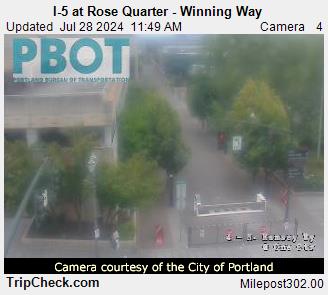 I-5 at Rose Quarter - Winning Way
Updated Jul 28 2024 11:49 AM Camera 4
PBOT
PORTLAND BUREAU OF TRANSPORTATION
Camera courtesy of the City of Portland
TripCheck.com Milepost302.00